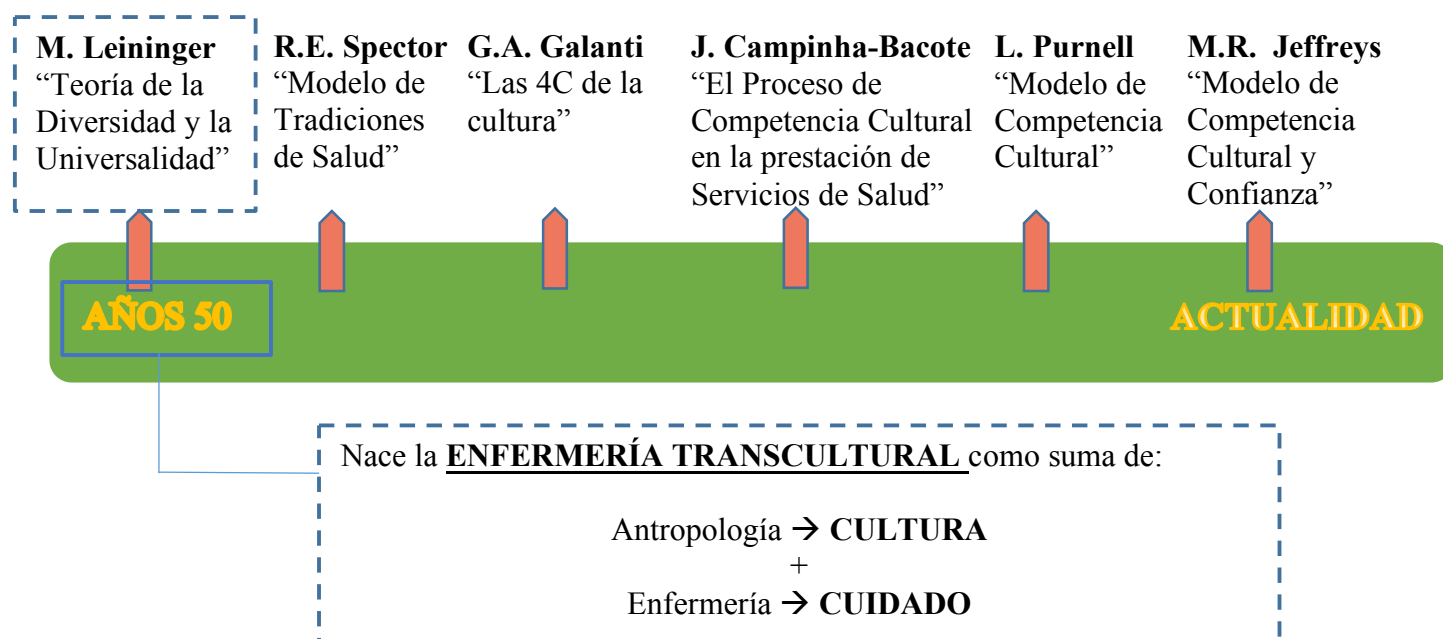 M. Leininger
“Teoría de la
Diversidad y la
Universalidad”
R.E. Spector
“Modelo de
Tradiciones
de Salud”
G.A. Galanti
“Las 4C de la
cultura”
J. Campinha-Bacote
“El Proceso de
Competencia Cultural
en la prestación de
Servicios de Salud”
L. Purnell
“Modelo de
Competencia
Cultural”
M.R. Jeffreys
“Modelo de
Competencia
Cultural y
Confianza”
AÑOS 50
ACTUALIDAD
Nace la ENFERMERÍA TRANSCULTURAL como suma de:
Antropología → CULTURA
+
Enfermería → CUIDADO